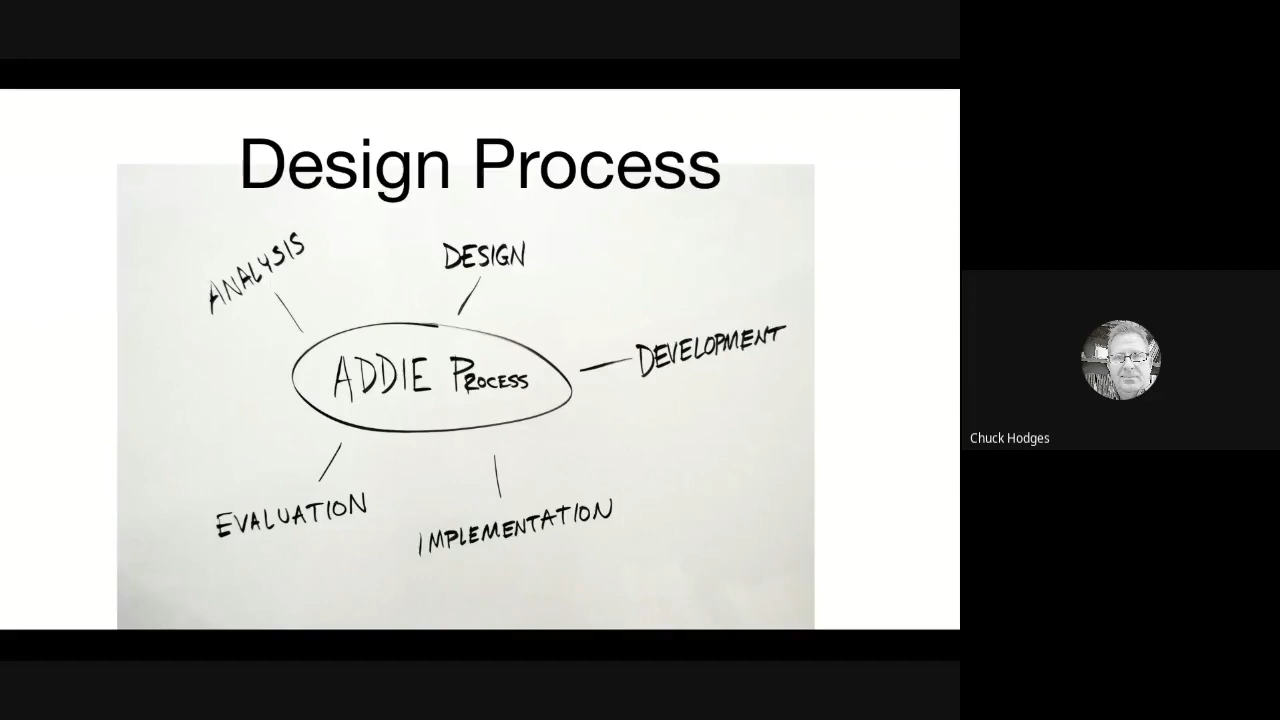 Design Process
ANALYSIS
DESIGN
DEVELOPMENT
ADDIE PROCESS
EVALUATION
IMPLEMENTATION
Chuck Hodges